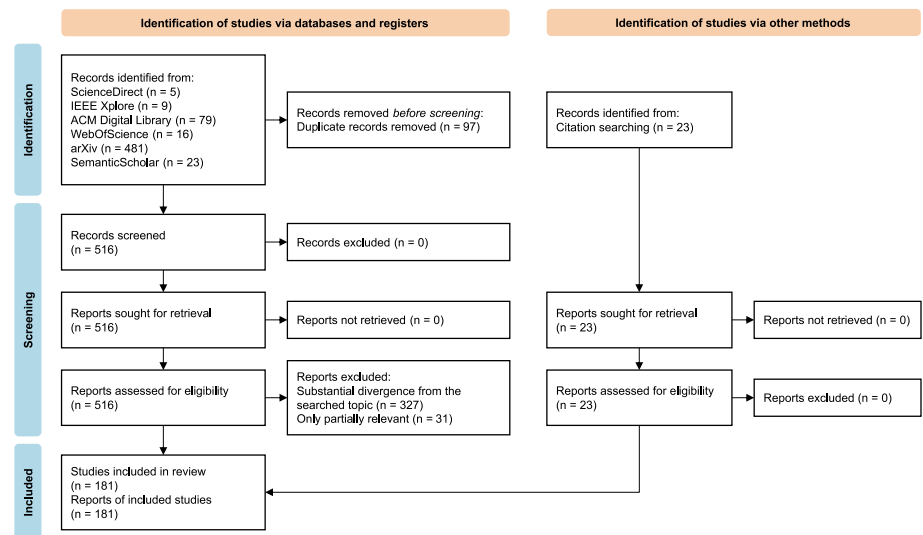 Identification of studies via databases and registers
Identification of studies via other methods
Identification
Records identified from:
ScienceDirect (n = 5)
IEEE Xplore (n = 9)
ACM Digital Library (n = 79)
WebOfScience (n = 16)
arXiv (n = 481)
SemanticScholar (n = 23)
Records removed before screening:
Duplicate records removed (n = 97)
Records identified from:
Citation searching (n = 23)
Screening
Records screened
(n = 516)
Records excluded (n = 0)
Reports sought for retrieval
(n = 516)
Reports not retrieved (n = 0)
Reports sought for retrieval
(n = 23)
Reports not retrieved (n = 0)
Reports assessed for eligibility
(n = 516)
Reports excluded:
Substantial divergence from the
searched topic (n = 327)
Only partially relevant (n = 31)
Reports assessed for eligibility
(n = 23)
Reports excluded (n = 0)
Included
Studies included in review
(n = 181)
Reports of included studies
(n = 181)